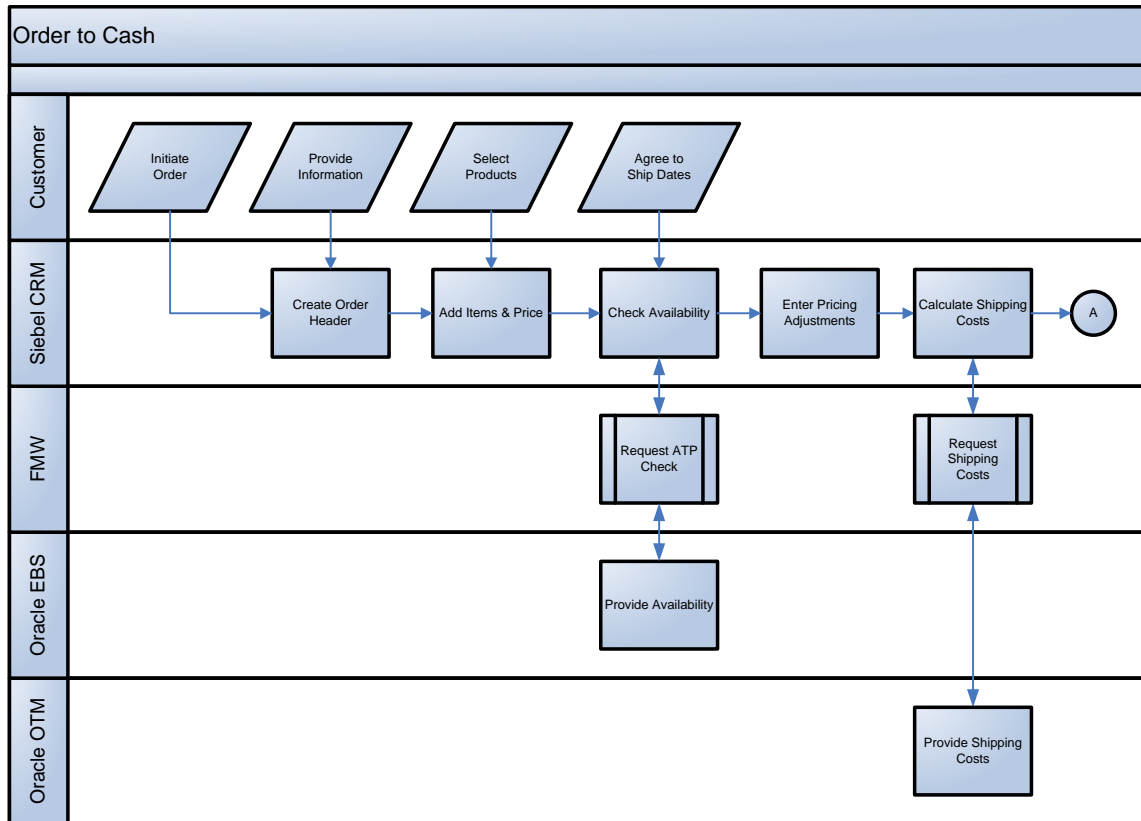 Order to Cash
Customer
Initiate
Order
Provide
Information
Select
Products
Agree to
Ship Dates
Siebel CRM
Create Order
Header
Add Items & Price
Check Availability
Enter Pricing
Adjustments
Calculate Shipping
Costs
A
FMW
Request ATP
Check
Request
Shipping
Costs
Oracle EBS
Provide Availability
Oracle OTM
Provide Shipping
Costs